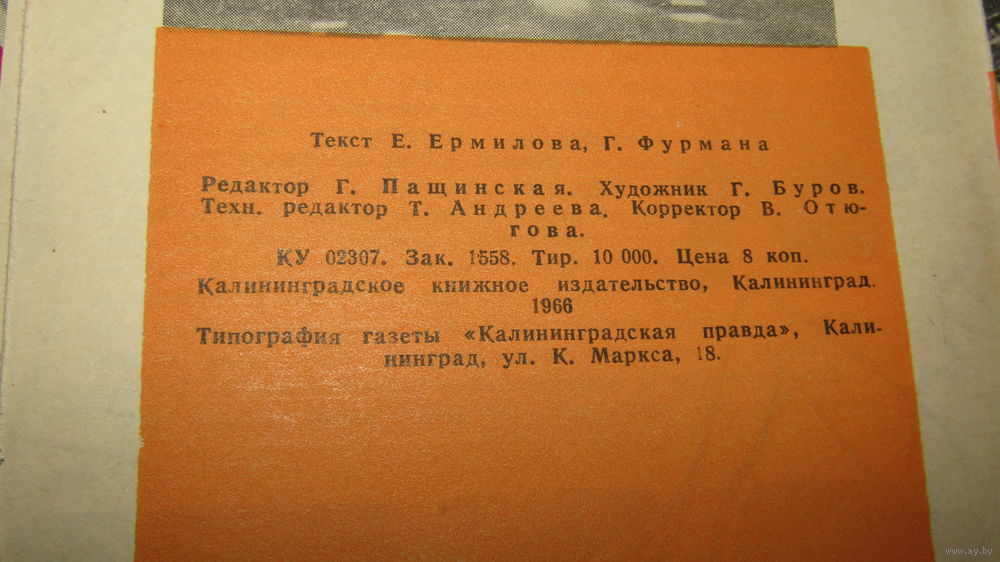 Текст Е. Ермилова, Г. Фурмана
Редактор Г. Пащинская. Художник Г. Буров.
Техн. редактор Т. Андреева. Корректор В. Отю-
гова.
КУ 02307. Зак. 1558. Тир. 10 000. Цена 8 коп.
Калининградское книжное издательство, Калининград.
1966
Типография газеты «Калининградская правда», Кали-
нинград, ул. К. Маркса, 18.
www.ay.by